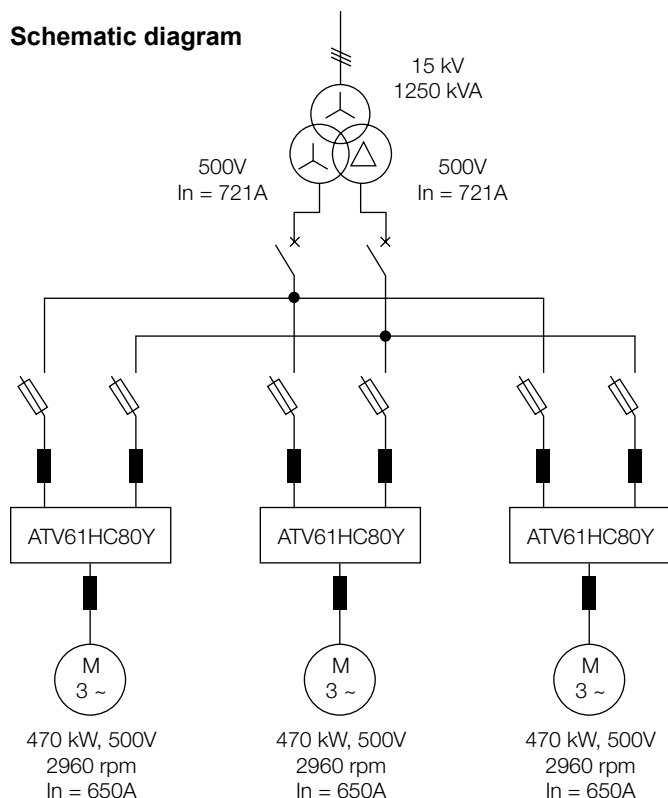 Schematic diagram
15 kV
1250 kVA
500V
In = 721A
500V
In = 721A
ATV61HC80Y
ATV61HC80Y
ATV61HC80Y
M
3 ~
M
3 ~
M
3 ~
470 kW, 500V
2960 rpm
In = 650A
470 kW, 500V
2960 rpm
In = 650A
470 kW, 500V
2960 rpm
In = 650A